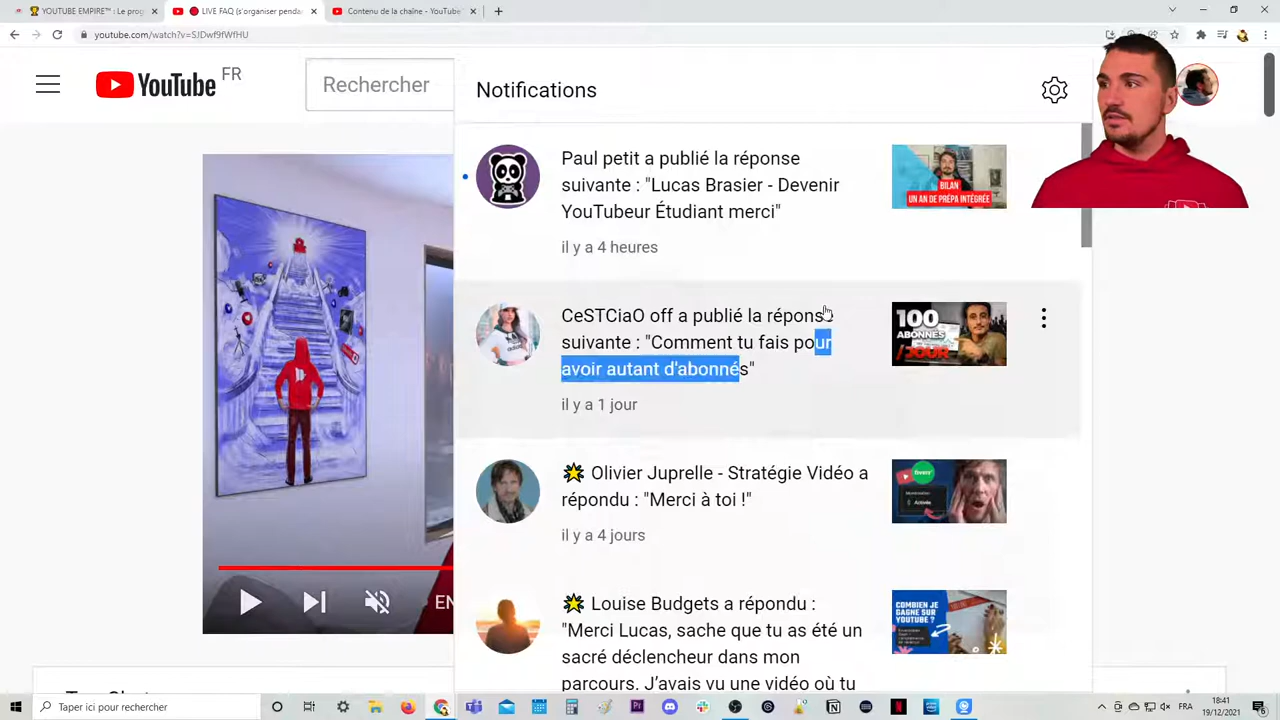 YOUTUBE EMPIRE™: Le prog
LIVE FAQ (s'organiser penda
Contenu de la chaîne - YouTube
youtube.com/watch?v=SJDwf9fWfHU
YouTube FR
Rechercher
Notifications
Paul petit a publié la réponse
suivante : "Lucas Brasier - Devenir
YouTubeur Étudiant merci"
il y a 4 heures
BILAN
UN AN DE PRÉPA INTÉGRÉE
CeSTCiaO off a publié la réponse
suivante : "Comment tu fais pour
avoir autant d'abonnés"
il y a 1 jour
100
ABONNÉS
/JOUR
🌟 Olivier Juprelle - Stratégie Vidéo a
répondu : "Merci à toi !"
il y a 4 jours
fiverr
Activée
🌟 Louise Budgets a répondu :
"Merci Lucas, sache que tu as été un
sacré déclencheur dans mon
parcours. J'avais vu une vidéo où tu
COMBIEN JE
GAGNE SUR
YOUTUBE ?
EN
Taper ici pour rechercher
FRA
18:41
19/12/2021